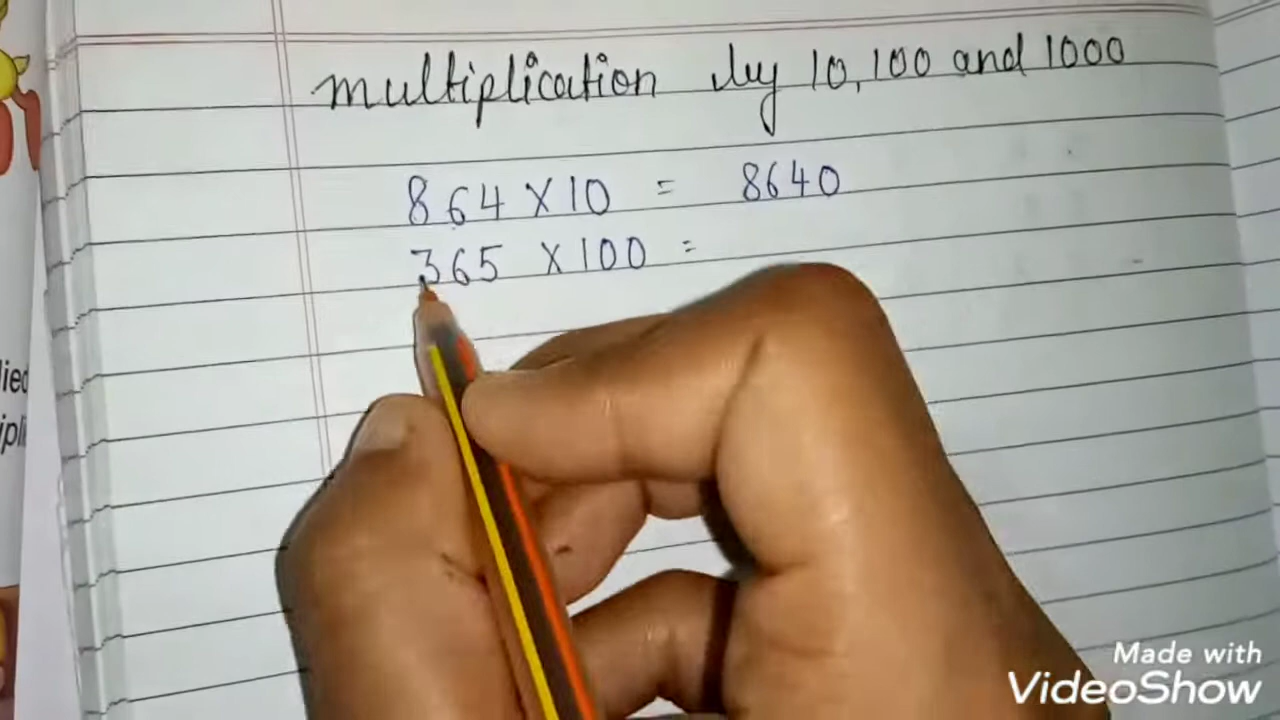 multiplication by 10, 100 and 1000
864 × 10 = 8640
365 × 100 =
Made with
VideoShow